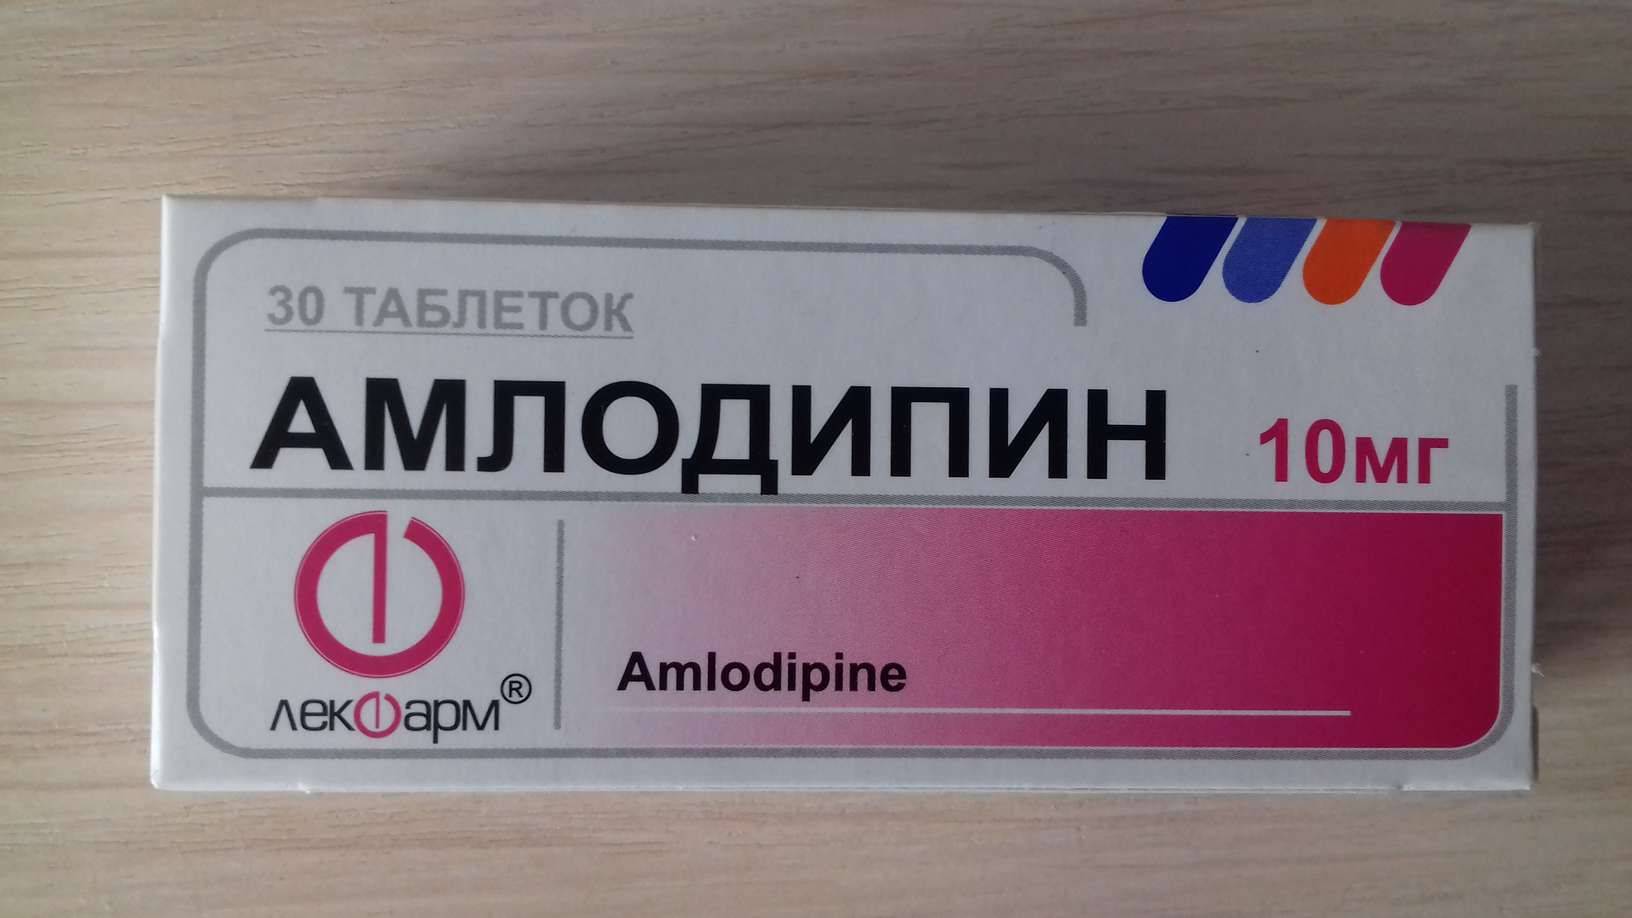 30 ТАБЛЕТОК
АМЛОДИПИН 10мг
лекфарм®
Amlodipine